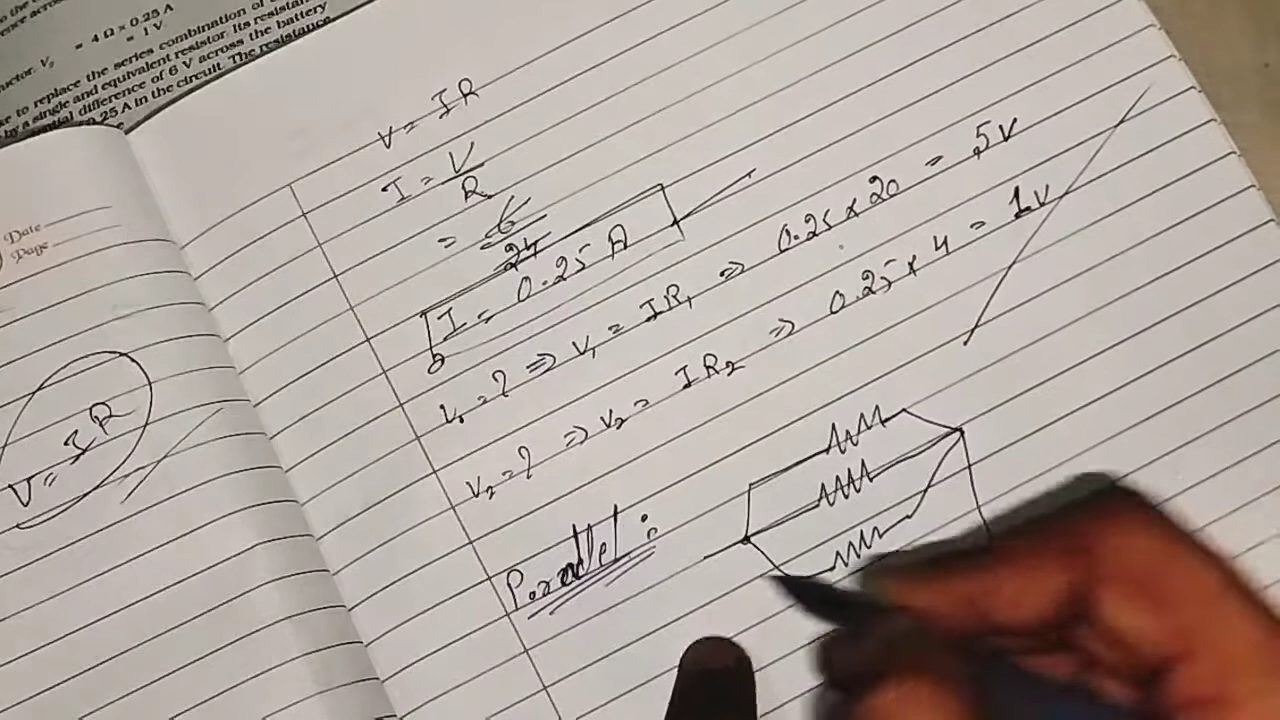 = 4 Ω × 0.25 A
= 1 V
to replace the series combination of
by a single and equivalent resistor. Its resistan
potential difference of 6 V across the battery
0.25 A in the circuit. The resistance
Date
Page
V = IR
V = IR
I = V
R
= 6
24
I = 0.25 A
V₁ = ? ⇒ V₁ = IR₁ ⇒ 0.25 × 20 = 5V
V₂ = ? ⇒ V₂ = IR₂ ⇒ 0.25 × 4 = 1V
Parallel :